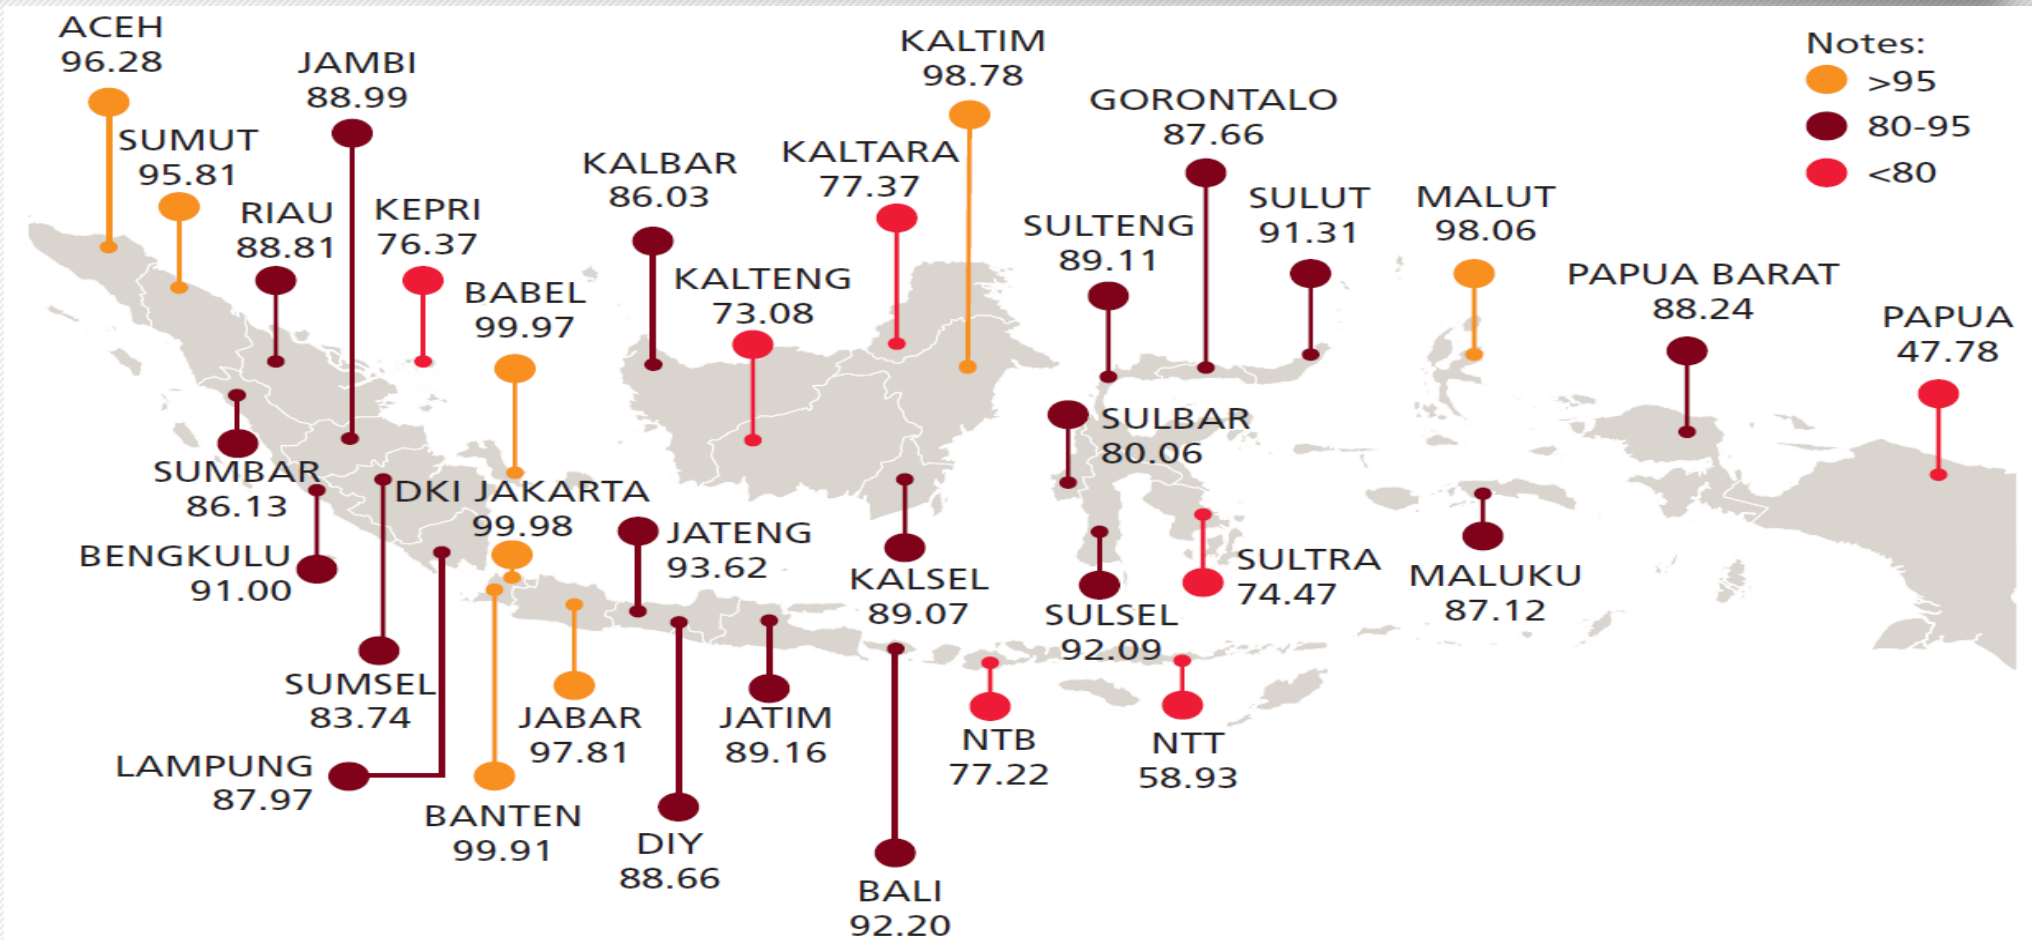 ACEH
96.28
JAMBI
88.99
KALTIM
98.78
Notes:
>95
80-95
<80
SUMUT
95.81
GORONTALO
87.66
KALBAR
86.03
KALTARA
77.37
RIAU
88.81
KEPRI
76.37
SULTENG
89.11
SULUT
91.31
MALUT
98.06
BABEL
99.97
KALTENG
73.08
PAPUA BARAT
88.24
PAPUA
47.78
SULBAR
80.06
SUMBAR
86.13
DKI JAKARTA
99.98
JATENG
93.62
BENGKULU
91.00
KALSEL
89.07
SULSEL
92.09
SULTRA
74.47
MALUKU
87.12
SUMSEL
83.74
JABAR
97.81
JATIM
89.16
NTB
77.22
NTT
58.93
LAMPUNG
87.97
BANTEN
99.91
DIY
88.66
BALI
92.20